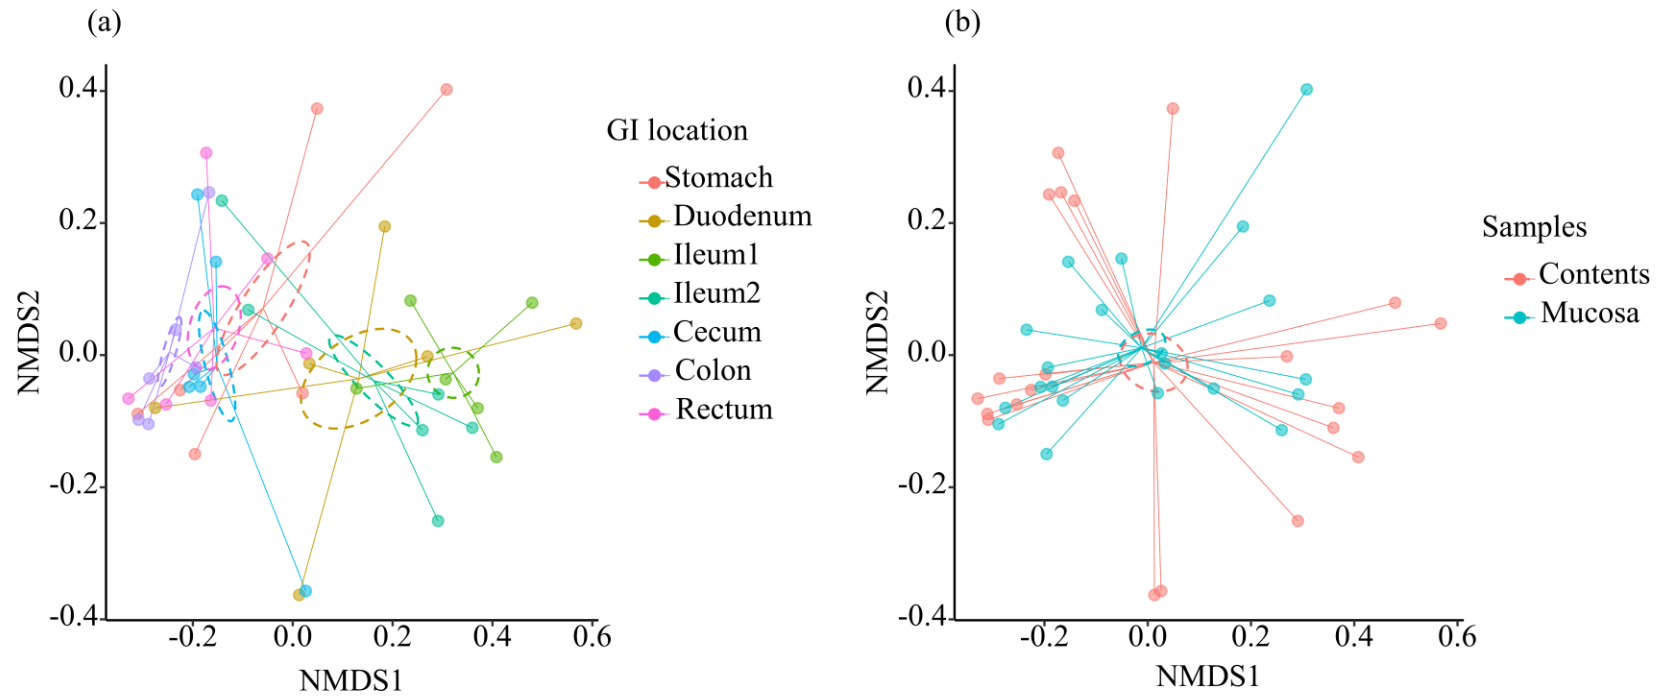 (a)
0.4
0.2
0.0
-0.2
-0.4
NMDS2
-0.2 0.0 0.2 0.4 0.6
NMDS1
GI location
Stomach
Duodenum
Ileum1
Ileum2
Cecum
Colon
Rectum
(b)
0.4
0.2
0.0
-0.2
-0.4
NMDS2
-0.2 0.0 0.2 0.4 0.6
NMDS1
Samples
Contents
Mucosa